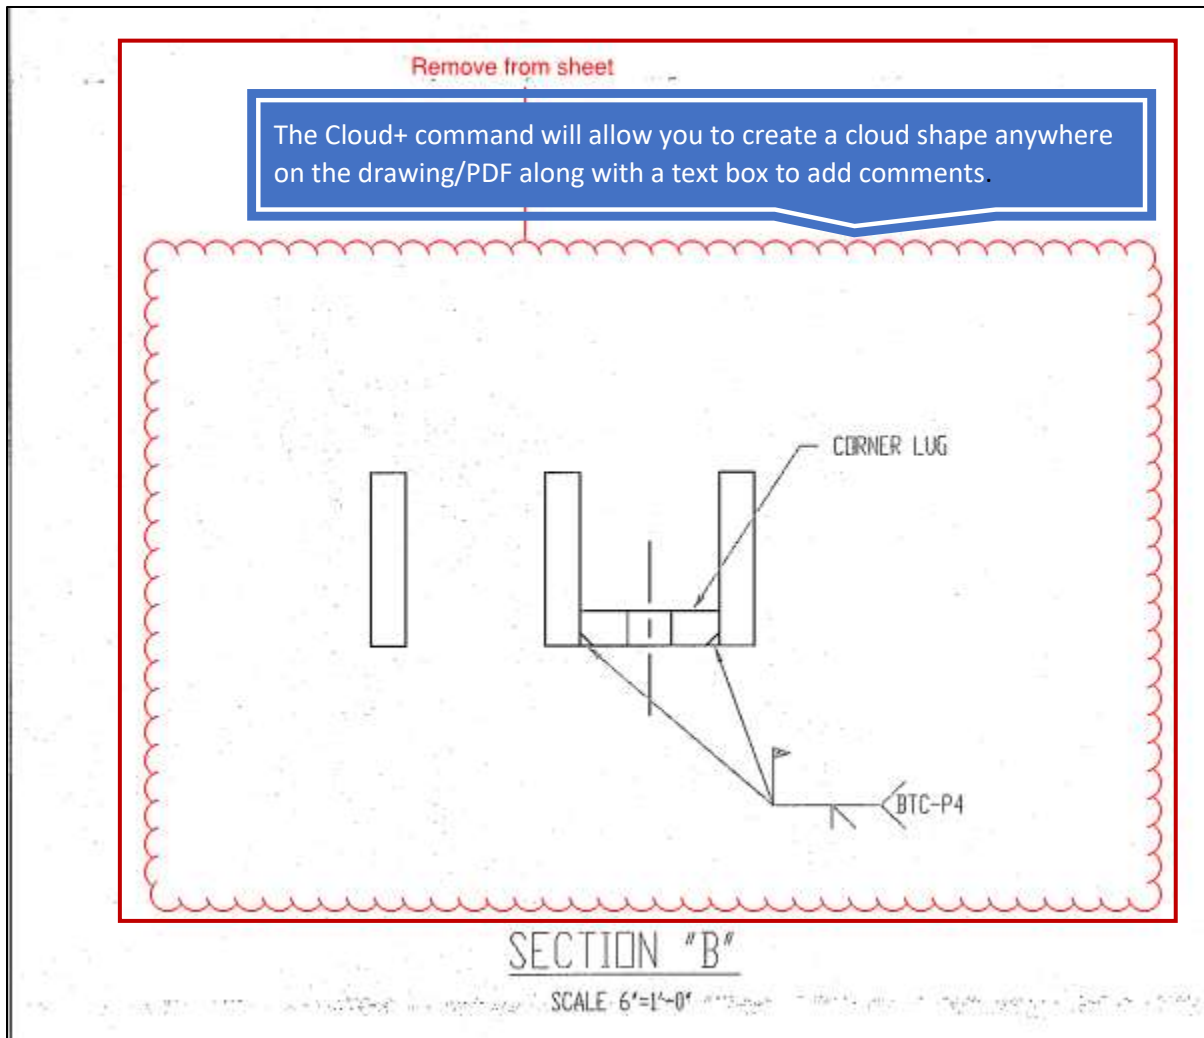 Remove from sheet
The Cloud+ command will allow you to create a cloud shape anywhere
on the drawing/PDF along with a text box to add comments.
CORNER LUG
BTC-P4
SECTION "B"
SCALE 6"=1'-0"